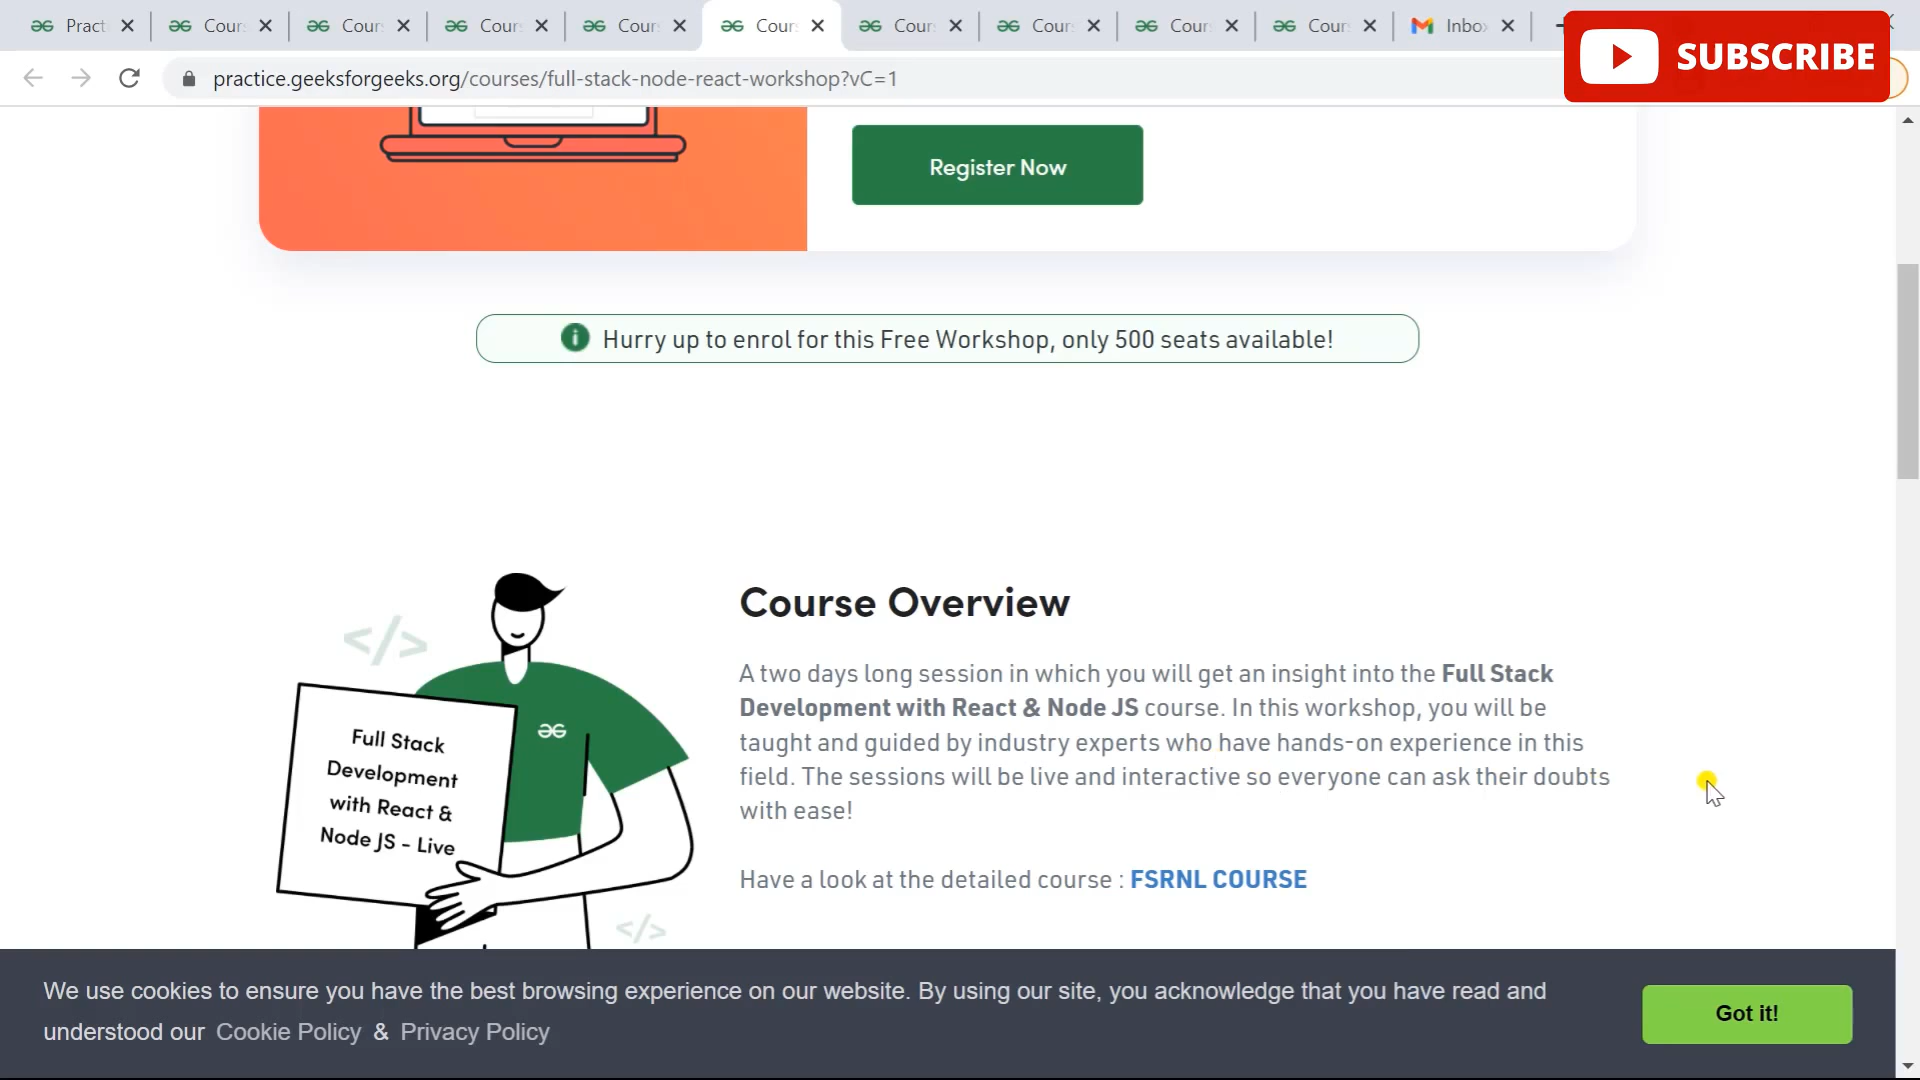 Pract
Cour
Cour
Cour
Cour
Cour
Cour
Cour
Cour
Cour
Inbox
SUBSCRIBE
practice.geeksforgeeks.org/courses/full-stack-node-react-workshop?vC=1
Register Now
Hurry up to enrol for this Free Workshop, only 500 seats available!
Course Overview
A two days long session in which you will get an insight into the Full Stack
Development with React & Node JS course. In this workshop, you will be
taught and guided by industry experts who have hands-on experience in this
field. The sessions will be live and interactive so everyone can ask their doubts
with ease!
Have a look at the detailed course : FSRNL COURSE
</>
Full Stack
Development
with React &
Node JS - Live
</>
We use cookies to ensure you have the best browsing experience on our website. By using our site, you acknowledge that you have read and
understood our Cookie Policy & Privacy Policy
Got it!